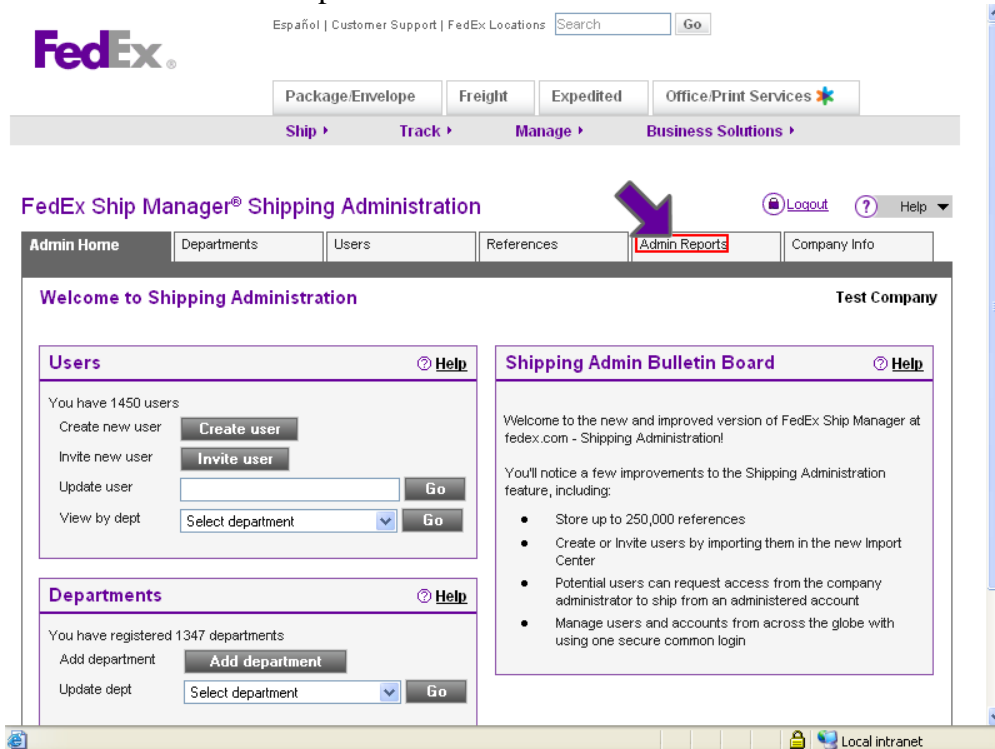 Español | Customer Support | FedEx Locations Search Go
FedEx ®
Package/Envelope Freight Expedited Office/Print Services
Ship Track Manage Business Solutions
FedEx Ship Manager® Shipping Administration
Logout ? Help
Admin Home Departments Users References Admin Reports Company Info
Welcome to Shipping Administration
Test Company
Users ? Help
You have 1450 users
Create new user Create user
Invite new user Invite user
Update user Go
View by dept Select department Go
Departments ? Help
You have registered 1347 departments
Add department Add department
Update dept Select department Go
Shipping Admin Bulletin Board ? Help
Welcome to the new and improved version of FedEx Ship Manager at
fedex.com - Shipping Administration!
You'll notice a few improvements to the Shipping Administration
feature, including:
• Store up to 250,000 references
• Create or Invite users by importing them in the new Import
Center
• Potential users can request access from the company
administrator to ship from an administered account
• Manage users and accounts from across the globe with
using one secure common login
Local intranet